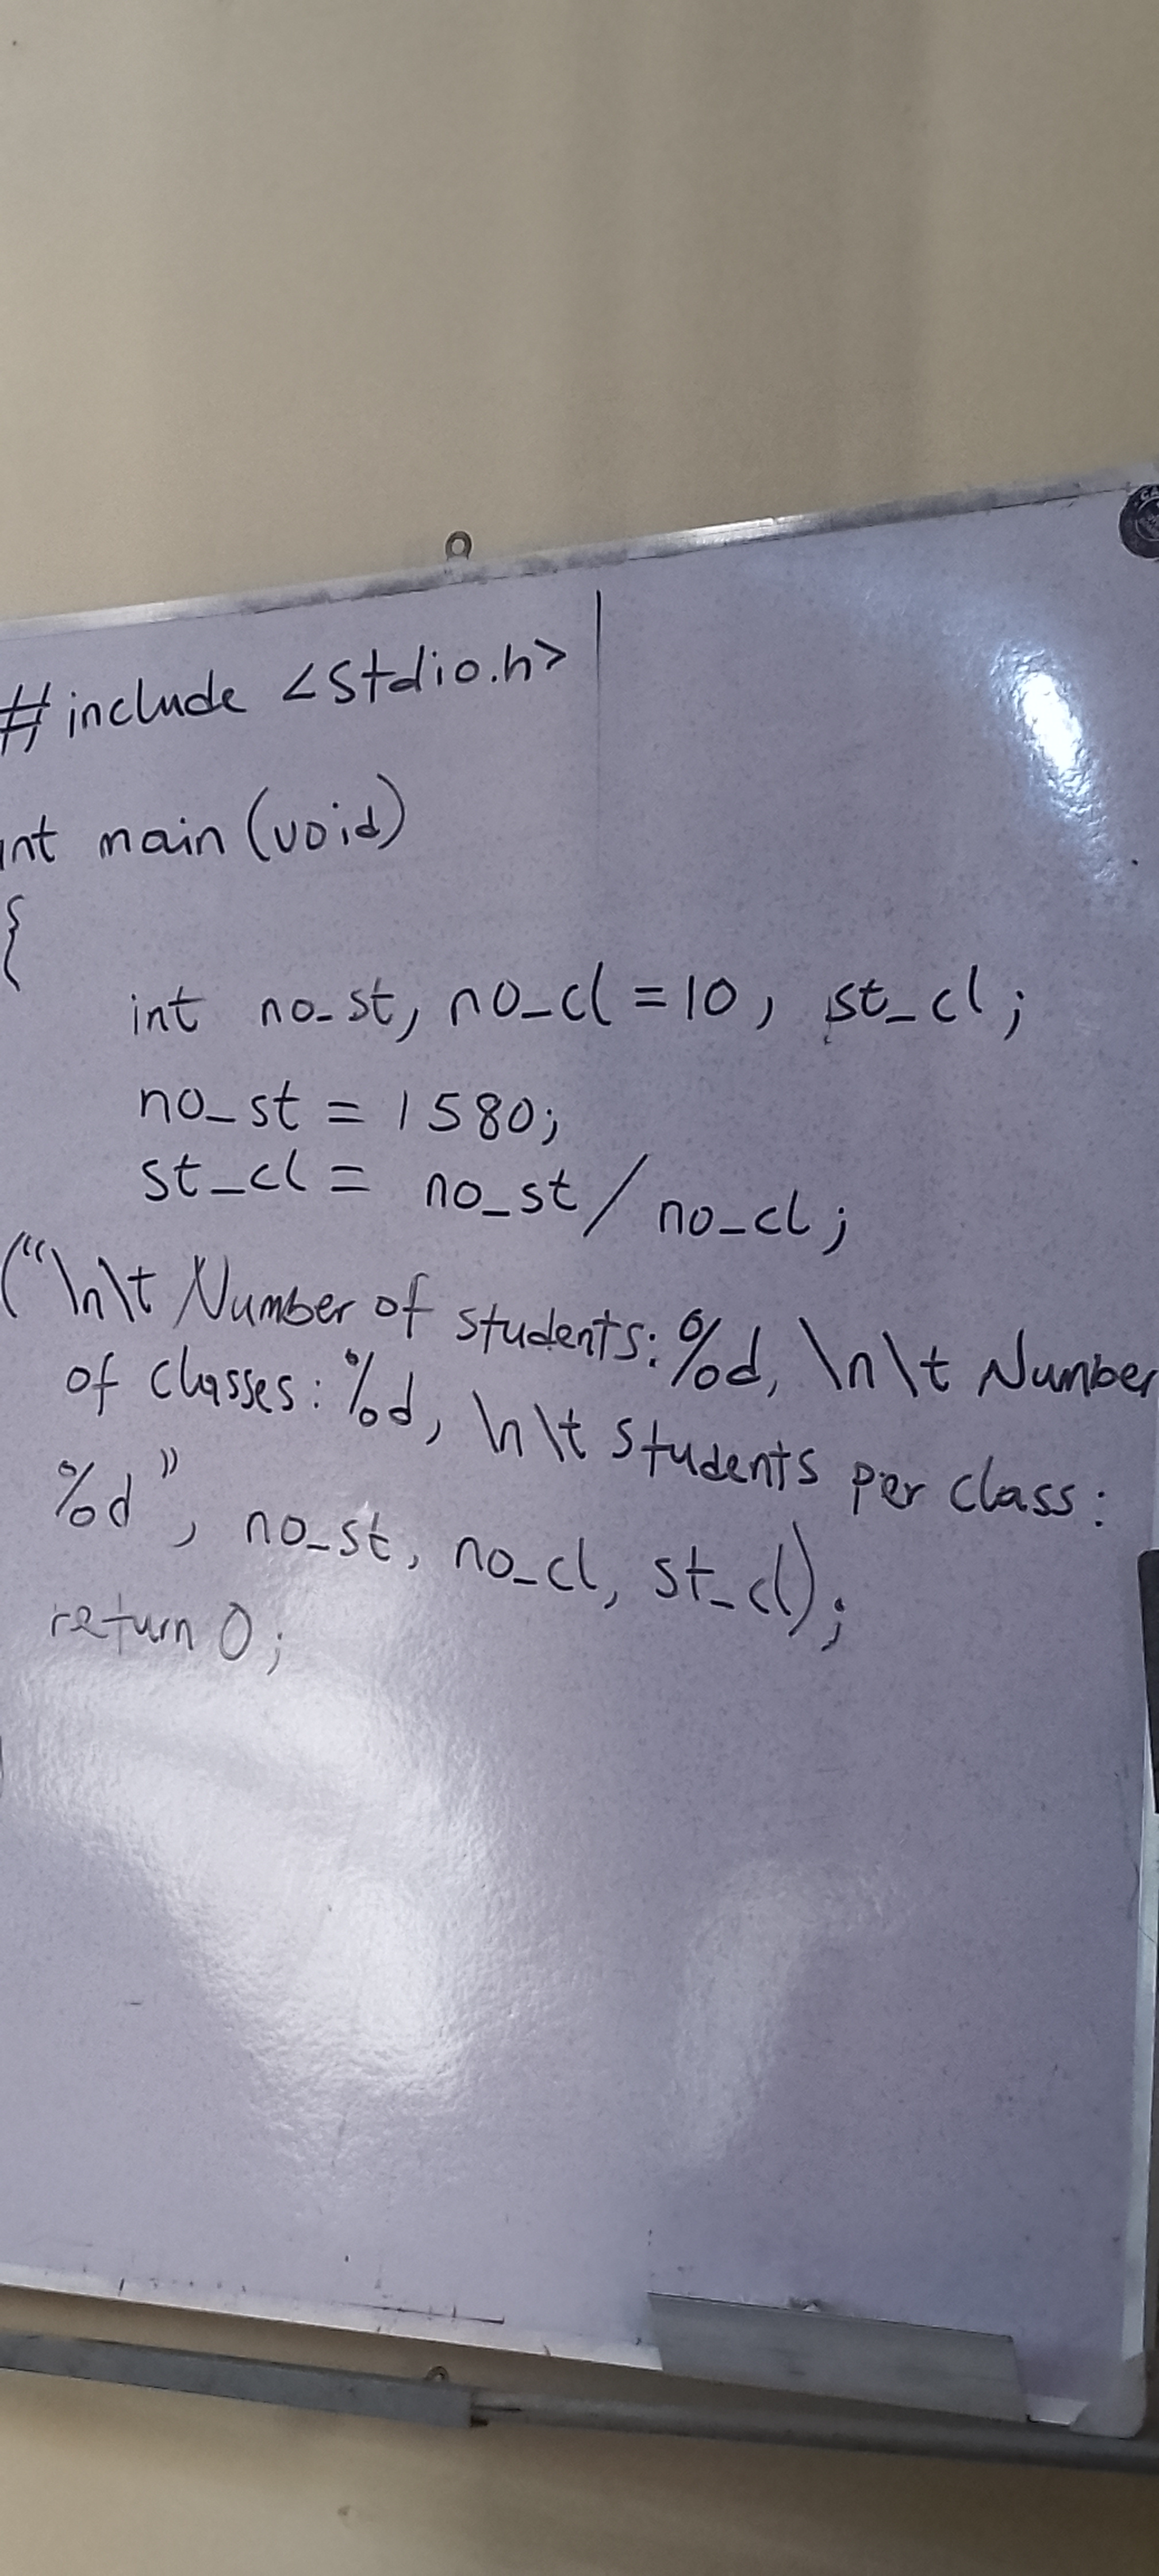 #include <stdio.h>
int main (void)
{
int no_st, no_cl = 10, st_cl;
no_st = 1580;
st_cl = no_st / no_cl;
("\n\t Number of students: %d, \n\t Number
of classes: %d, \n\t students per class:
%d", no_st, no_cl, st_cl);
return 0;